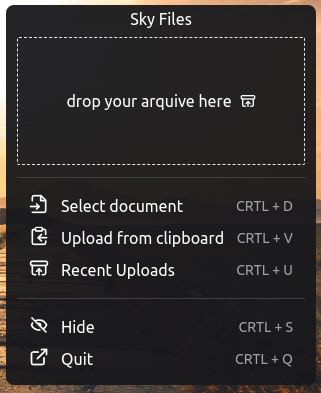 Sky Files
drop your arquive here
Select document CRTL + D
Upload from clipboard CRTL + V
Recent Uploads CRTL + U
Hide CRTL + S
Quit CRTL + Q